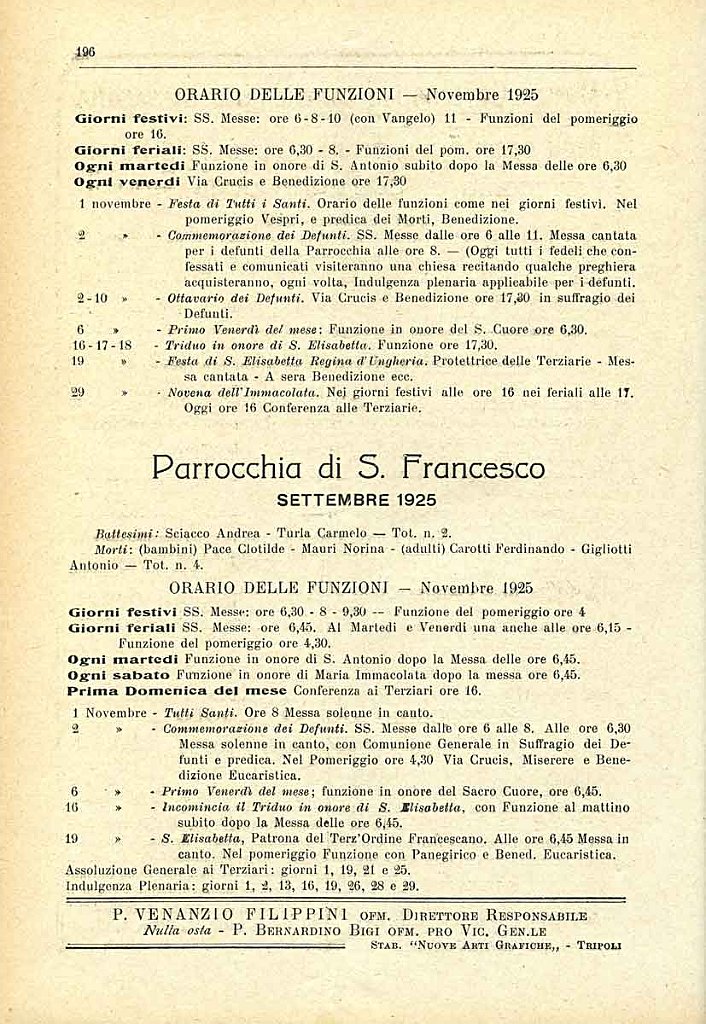 196
ORARIO DELLE FUNZIONI — Novembre 1925
Giorni festivi: SS. Messe: ore 6-8-10 (con Vangelo) 11 - Funzioni del pomeriggio
ore 16.
Giorni feriali: SS. Messe: ore 6,30 - 8. - Funzioni del pom. ore 17,30
Ogni martedi Funzione in onore di S. Antonio subito dopo la Messa delle ore 6,30
Ogni venerdi Via Crucis e Benedizione ore 17,30
1 novembre - Festa di Tutti i Santi. Orario delle funzioni come nei giorni festivi. Nel
pomeriggio Vespri, e predica dei Morti, Benedizione.
2 » - Commemorazione dei Defunti. SS. Messe dalle ore 6 alle 11. Messa cantata
per i defunti della Parrocchia alle ore 8. — (Oggi tutti i fedeli che con-
fessati e comunicati visiteranno una chiesa recitando qualche preghiera
acquisteranno, ogni volta, Indulgenza plenaria applicabile per i defunti.
2-10 » - Ottavario dei Defunti. Via Crucis e Benedizione ore 17,30 in suffragio dei
Defunti.
6 » - Primo Venerdì del mese: Funzione in onore del S. Cuore ore 6,30.
16-17-18 - Triduo in onore di S. Elisabetta. Funzione ore 17,30.
19 » - Festa di S. Elisabetta Regina d'Ungheria. Protettrice delle Terziarie - Mes-
sa cantata - A sera Benedizione ecc.
29 » - Novena dell'Immacolata. Nei giorni festivi alle ore 16 nei feriali alle 17.
Oggi ore 16 Conferenza alle Terziarie.
Parrocchia di S. Francesco
SETTEMBRE 1925
Battesimi: Sciacco Andrea - Turla Carmelo — Tot. n. 2.
Morti: (bambini) Pace Clotilde - Mauri Norina - (adulti) Carotti Ferdinando - Gigliotti
Antonio — Tot. n. 4.
ORARIO DELLE FUNZIONI — Novembre 1925
Giorni festivi SS. Messe: ore 6,30 - 8 - 9,30 -- Funzione del pomeriggio ore 4
Giorni feriali SS. Messe: ore 6,45. Al Martedi e Venerdi una anche alle ore 6,15 -
Funzione del pomeriggio ore 4,30.
Ogni martedi Funzione in onore di S. Antonio dopo la Messa delle ore 6,45.
Ogni sabato Funzione in onore di Maria Immacolata dopo la messa ore 6,45.
Prima Domenica del mese Conferenza ai Terziari ore 16.
1 Novembre - Tutti Santi. Ore 8 Messa solenne in canto.
2 » - Commemorazione dei Defunti. SS. Messe dalle ore 6 alle 8. Alle ore 6,30
Messa solenne in canto, con Comunione Generale in Suffragio dei De-
funti e predica. Nel Pomeriggio ore 4,30 Via Crucis, Miserere e Bene-
dizione Eucaristica.
6 » - Primo Venerdì del mese; funzione in onore del Sacro Cuore, ore 6,45.
16 » - Incomincia il Triduo in onore di S. Elisabetta, con Funzione al mattino
subito dopo la Messa delle ore 6,45.
19 » - S. Elisabetta, Patrona del Terz'Ordine Francescano. Alle ore 6,45 Messa in
canto. Nel pomeriggio Funzione con Panegirico e Bened. Eucaristica.
Assoluzione Generale ai Terziari: giorni 1, 19, 21 e 25.
Indulgenza Plenaria: giorni 1, 2, 13, 16, 19, 26, 28 e 29.
P. VENANZIO FILIPPINI OFM. DIRETTORE RESPONSABILE
Nulla osta - P. BERNARDINO BIGI OFM. PRO VIC. GEN.LE
STAB. "NUOVE ARTI GRAFICHE,, - TRIPOLI